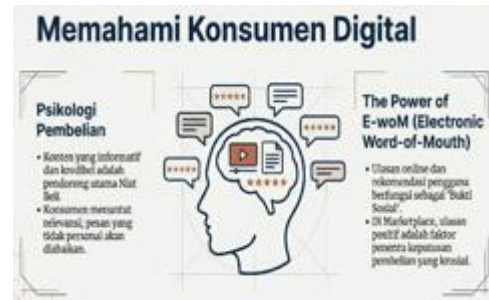 Memahami Konsumen Digital
Psikologi
Pembelian
• Konten yang informatif
dan kredibel adalah
pendorong utama Niat
Beli.
• Konsumen menuntut
relevansi, pesan yang
tidak personal akan
diabaikan.
The Power of
E-woM (Electronic
Word-of-Mouth)
• Ulasan online dan
rekomendasi pengguna
berfungsi sebagai 'Bukti
Sosial'.
• Di Marketplace, ulasan
positif adalah faktor
penentu keputusan
pembelian yang krusial.